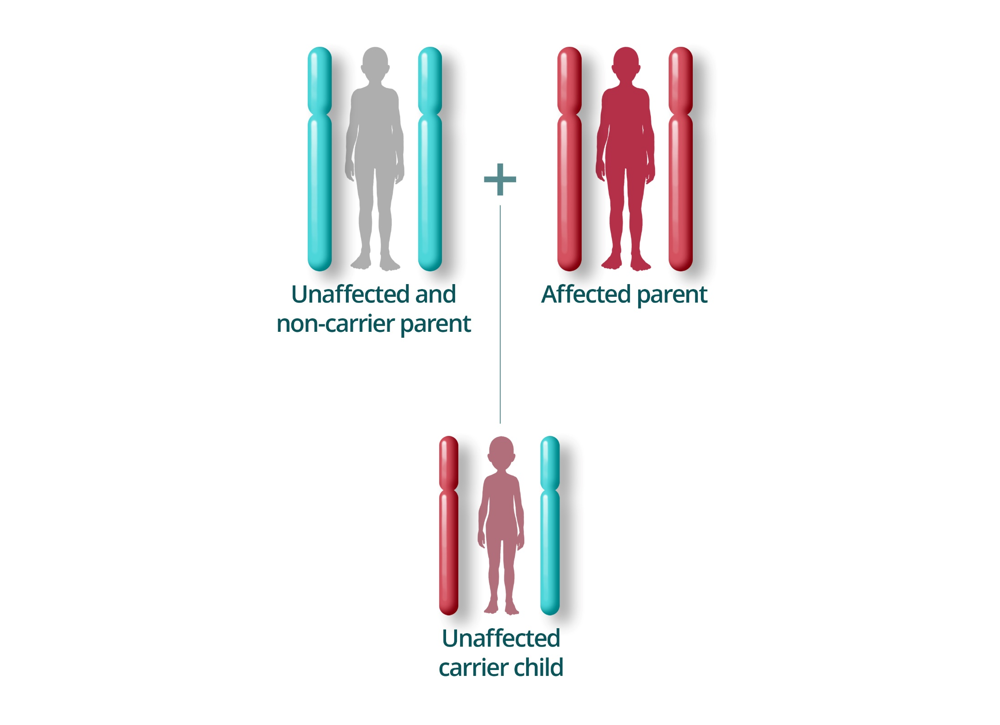 Unaffected and
non-carrier parent
+
Affected parent
Unaffected
carrier child